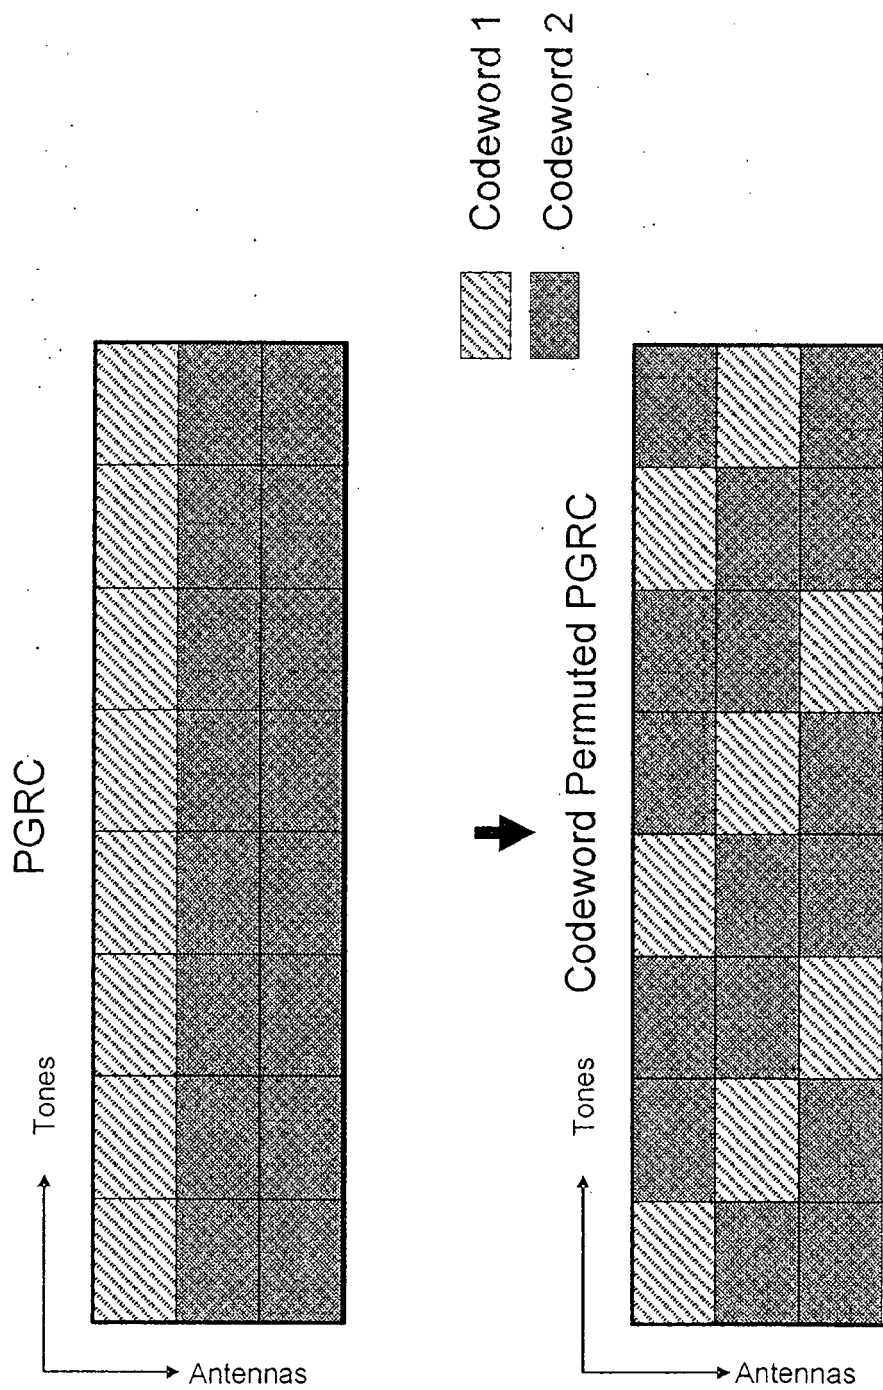 PGRC
Tones
Antennas
Codeword 1
Codeword 2
Codeword Permuted PGRC
Tones
Antennas